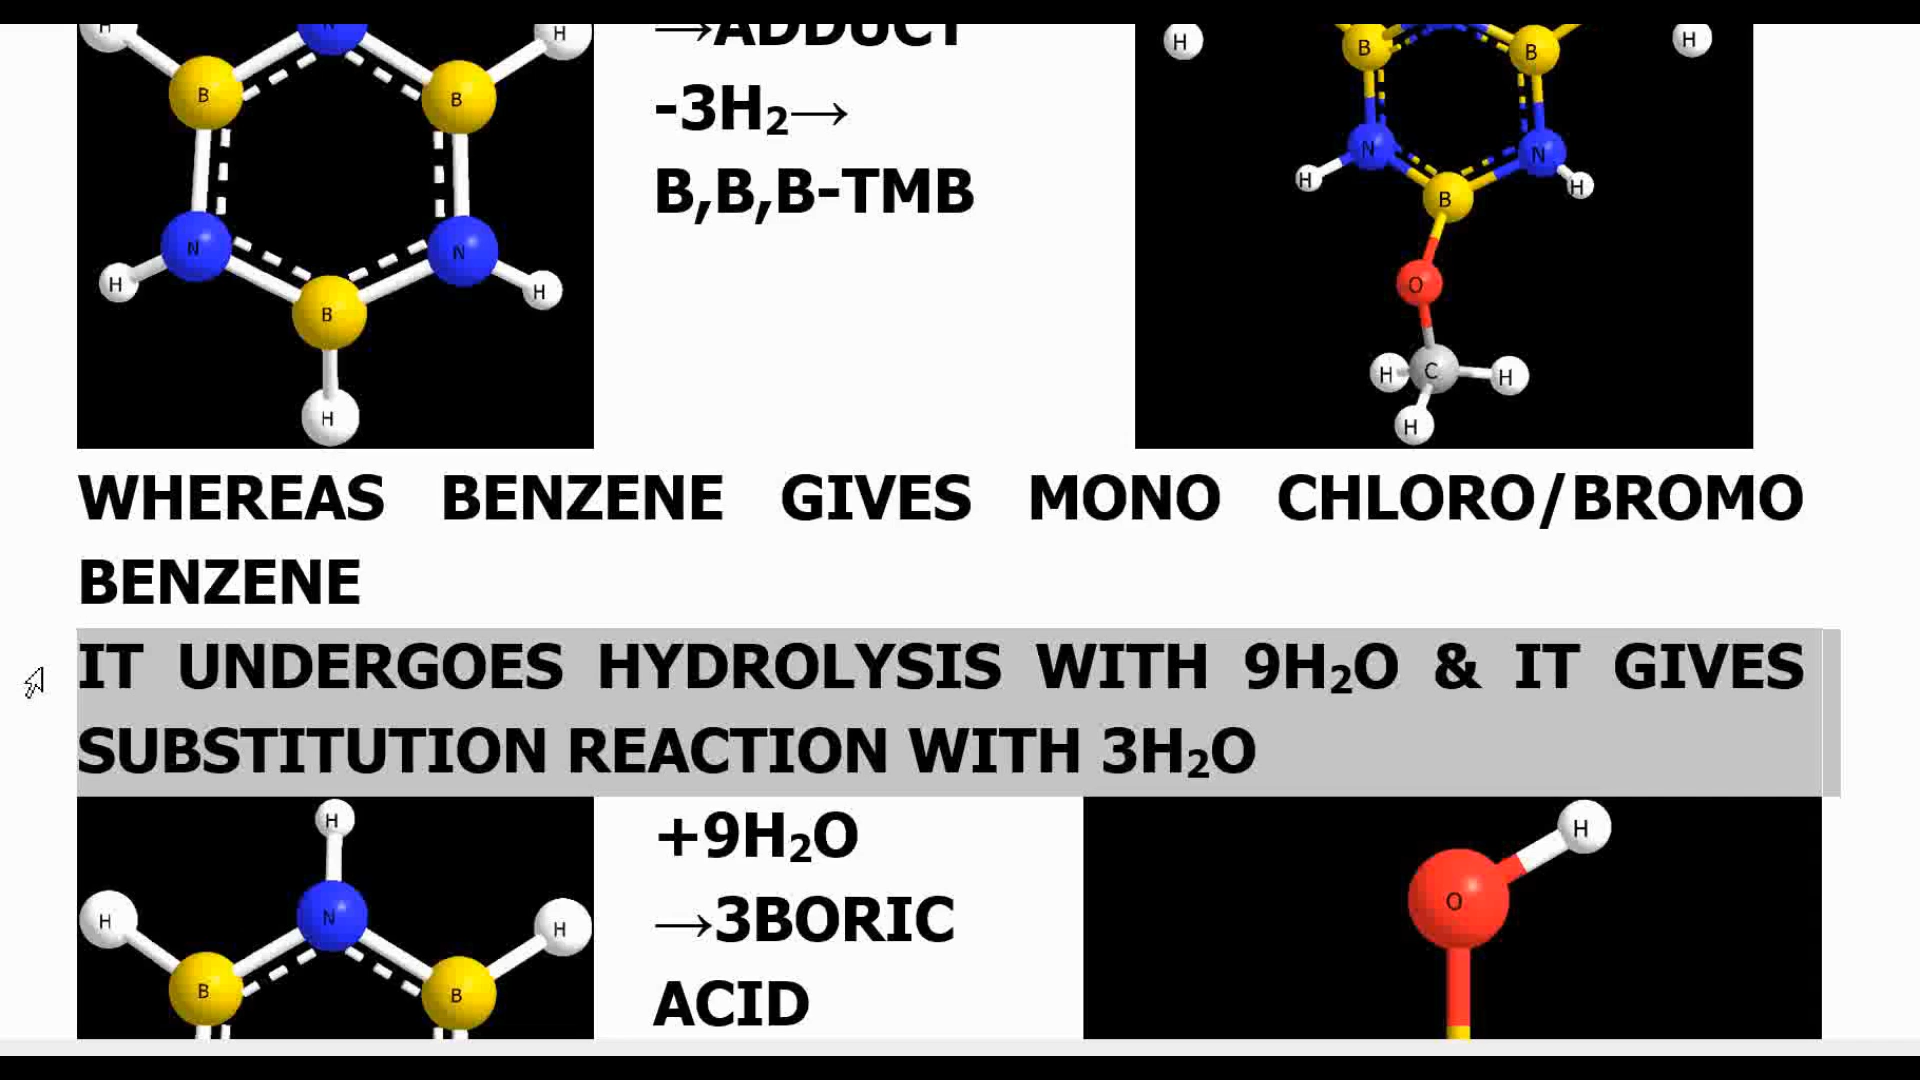 →ADDUCT
-3H₂→
B,B,B-TMB
H
N
H
B
B
N
N
H
H
B
H
H
H
B
B
N
N
H
H
B
O
H
C
H
H
WHEREAS BENZENE GIVES MONO CHLORO/BROMO
BENZENE
IT UNDERGOES HYDROLYSIS WITH 9H₂O & IT GIVES
SUBSTITUTION REACTION WITH 3H₂O
+9H₂O
→3BORIC
ACID
H
H
N
H
B
B
H
O